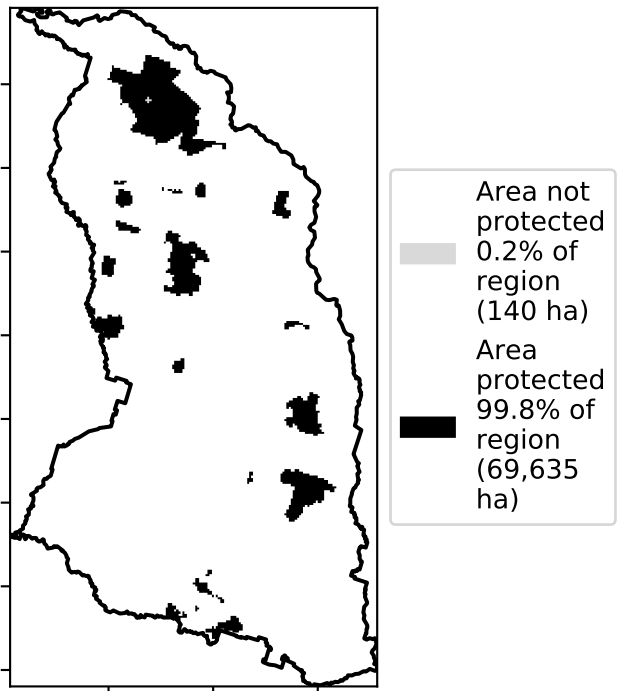 Area not
protected
0.2% of
region
(140 ha)
Area
protected
99.8% of
region
(69,635
ha)